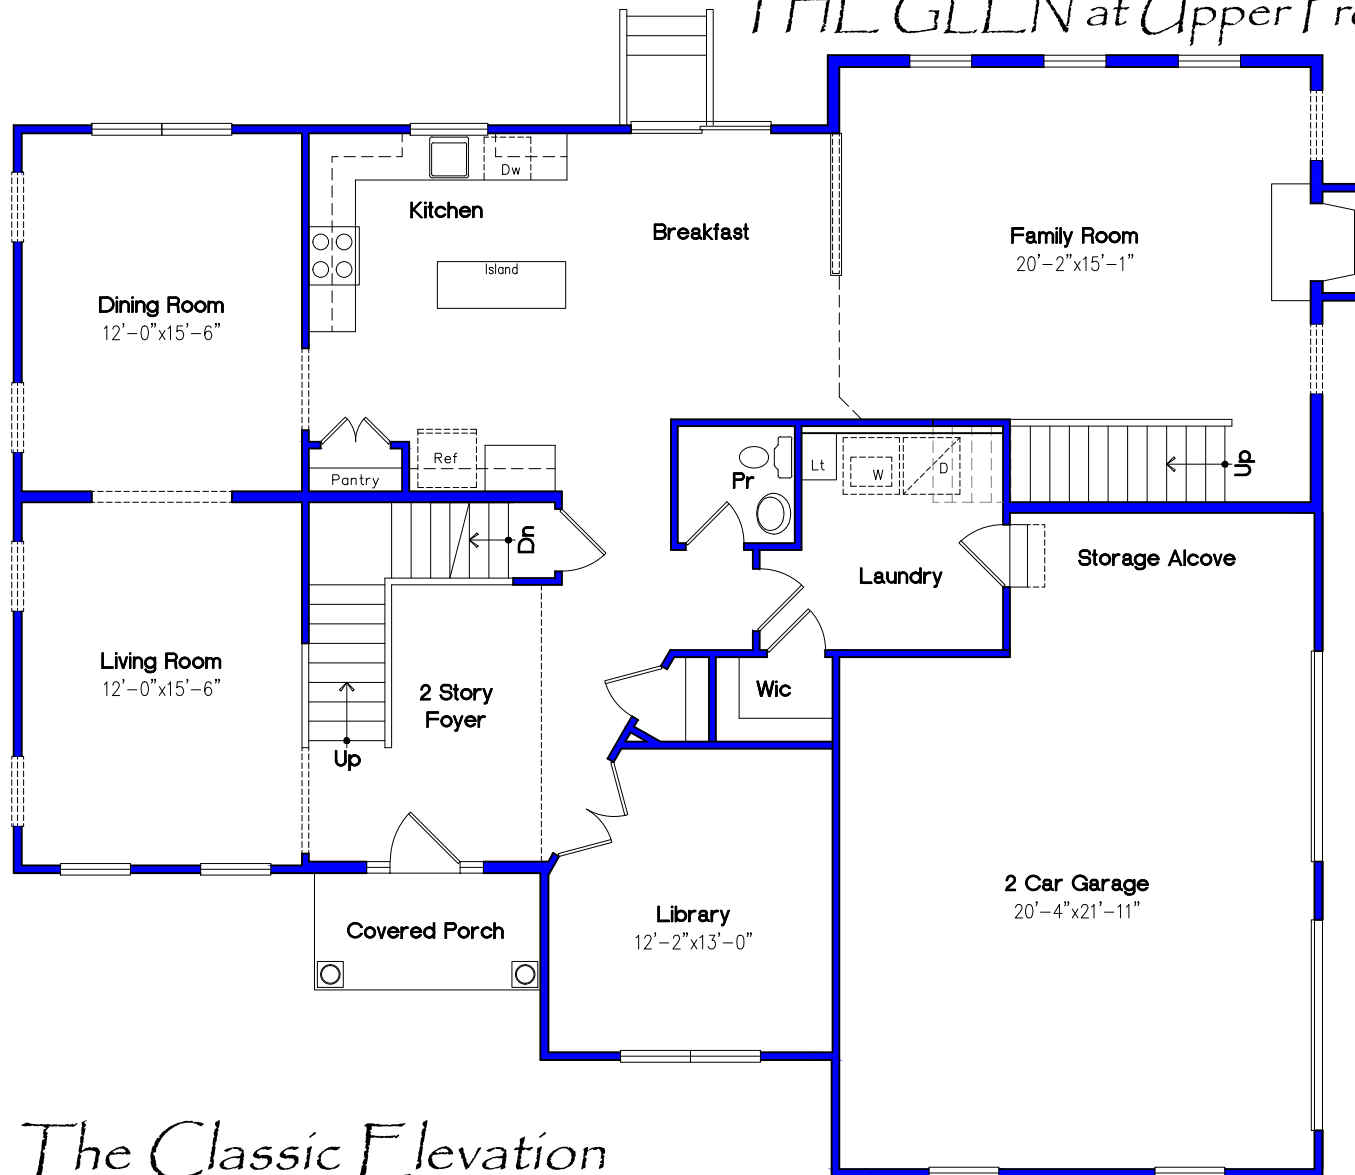 THE GLEN at Upper Fre
Dw
Kitchen
Breakfast
Family Room
20'-2"x15'-1"
Island
Dining Room
12'-0"x15'-6"
Ref
Pantry
Pr
Lt
W
D
Up
Dn
Storage Alcove
Laundry
Living Room
12'-0"x15'-6"
2 Story
Foyer
Wic
Up
2 Car Garage
20'-4"x21'-11"
Library
12'-2"x13'-0"
Covered Porch
The Classic Elevation